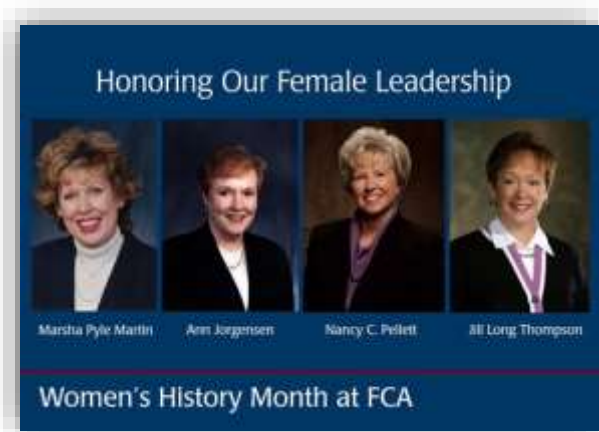 Honoring Our Female Leadership
Marsha Pyle Martin Ann Jorgensen Nancy C. Pellett Jill Long Thompson
Women's History Month at FCA